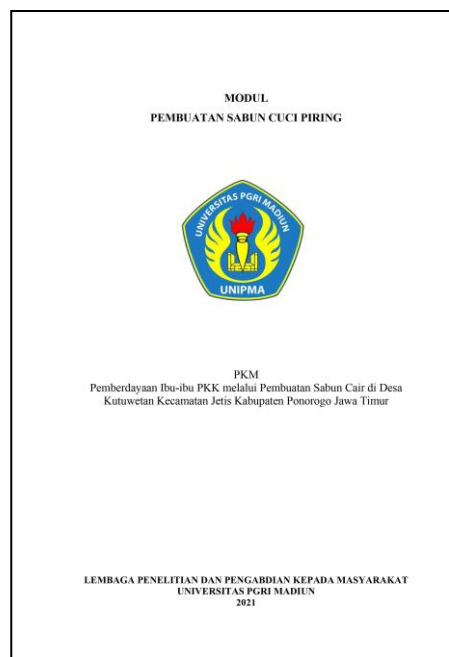 MODUL
PEMBUATAN SABUN CUCI PIRING
UNIVERSITAS PGRI MADIUN
UNIPMA
PKM
Pemberdayaan Ibu-ibu PKK melalui Pembuatan Sabun Cair di Desa
Kutuwetan Kecamatan Jetis Kabupaten Ponorogo Jawa Timur
LEMBAGA PENELITIAN DAN PENGABDIAN KEPADA MASYARAKAT
UNIVERSITAS PGRI MADIUN
2021